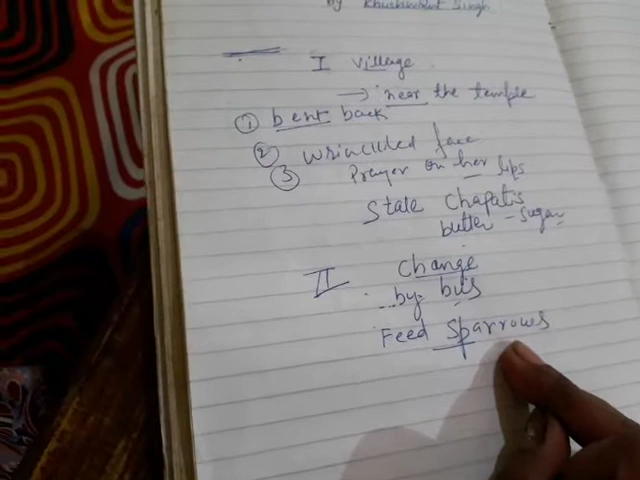 by Khushwant Singh
I village
→ near the temple
① bent back
② wrinckled face
③ Prayer on her lips
Stale Chapatis
butter - sugar
II Change
...by bus
Feed Sparrows